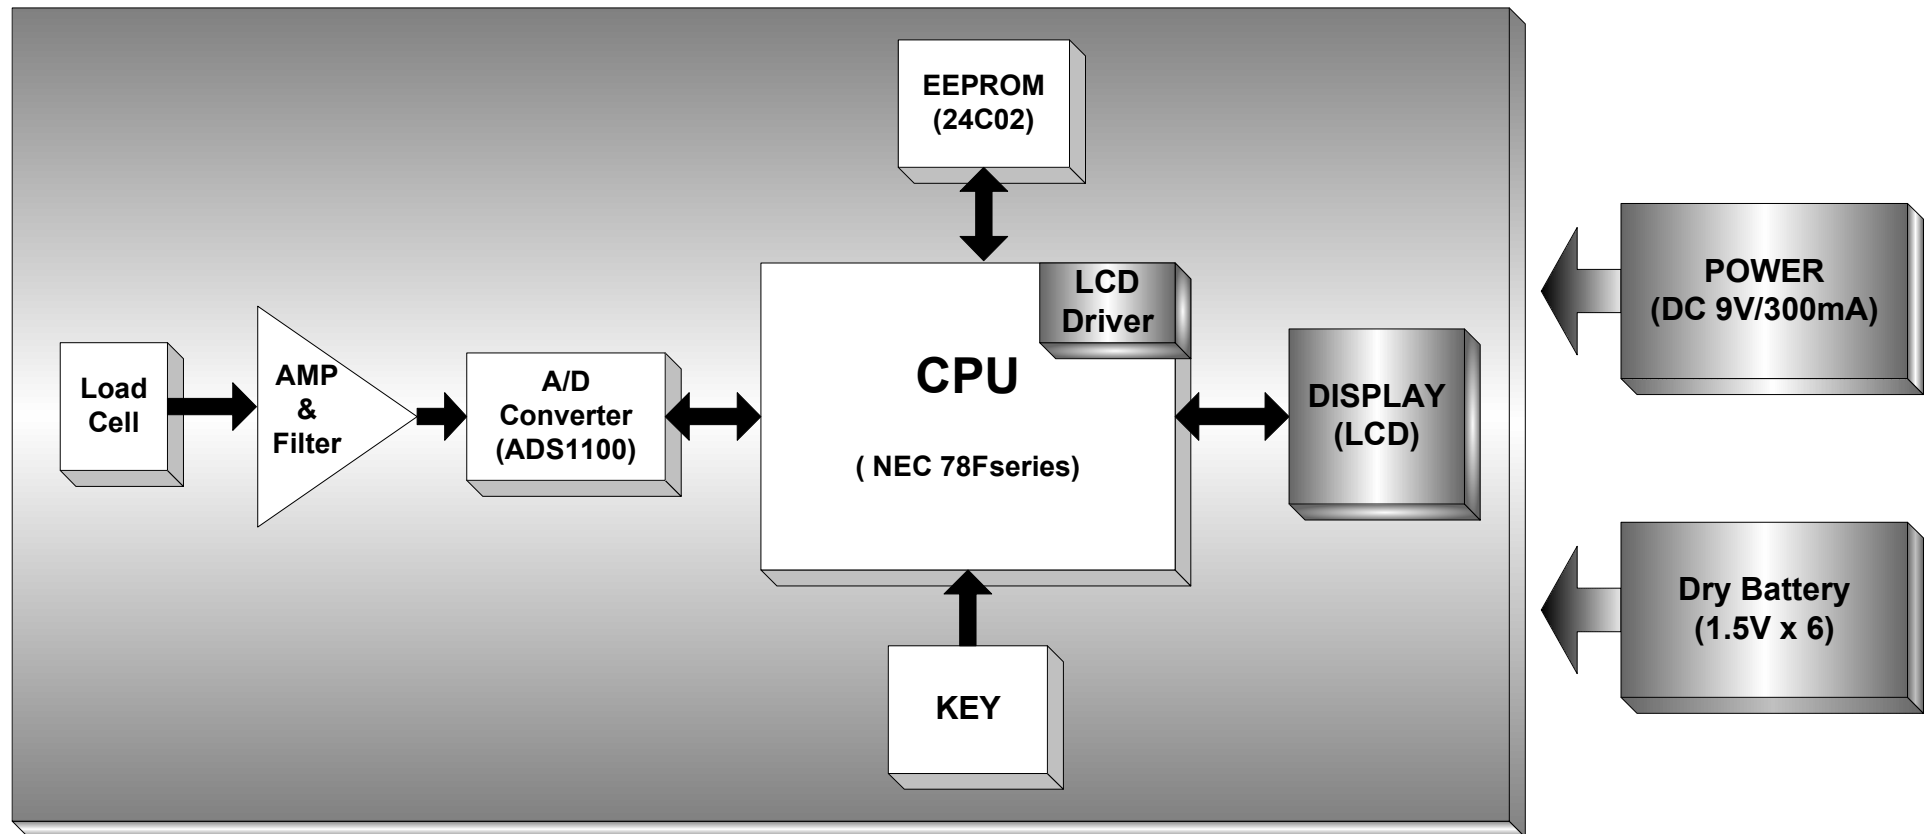 EEPROM
(24C02)
LCD
Driver
CPU
( NEC 78Fseries)
Load
Cell
AMP
&
Filter
A/D
Converter
(ADS1100)
DISPLAY
(LCD)
KEY
POWER
(DC 9V/300mA)
Dry Battery
(1.5V x 6)